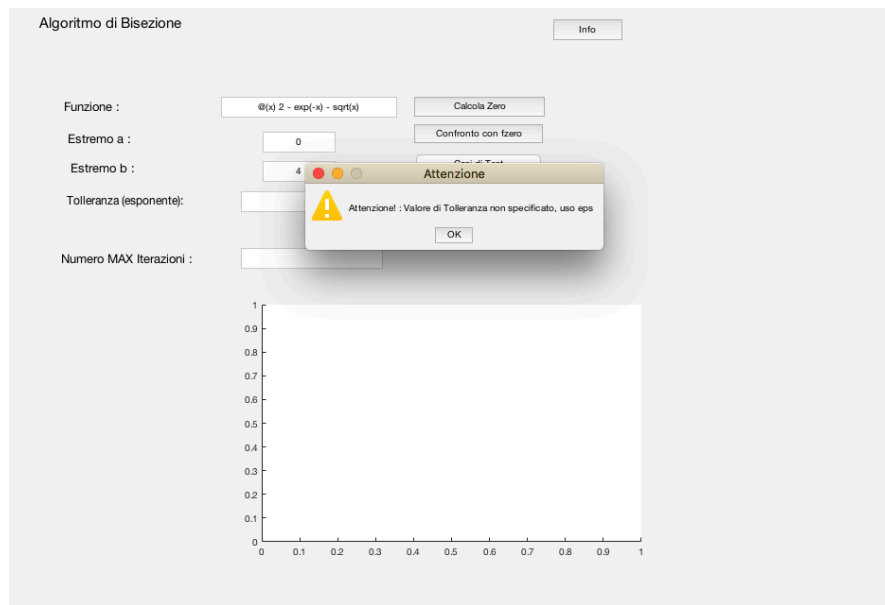 Algoritmo di Bisezione
Info
Funzione :
@(x) 2 - exp(-x) - sqrt(x)
Calcola Zero
Estremo a :
0
Confronto con fzero
Casi di Test
Estremo b :
4
Attenzione
Tolleranza (esponente):
Attenzione! : Valore di Tolleranza non specificato, uso eps
OK
Numero MAX Iterazioni :
1
0.9
0.8
0.7
0.6
0.5
0.4
0.3
0.2
0.1
0
0 0.1 0.2 0.3 0.4 0.5 0.6 0.7 0.8 0.9 1